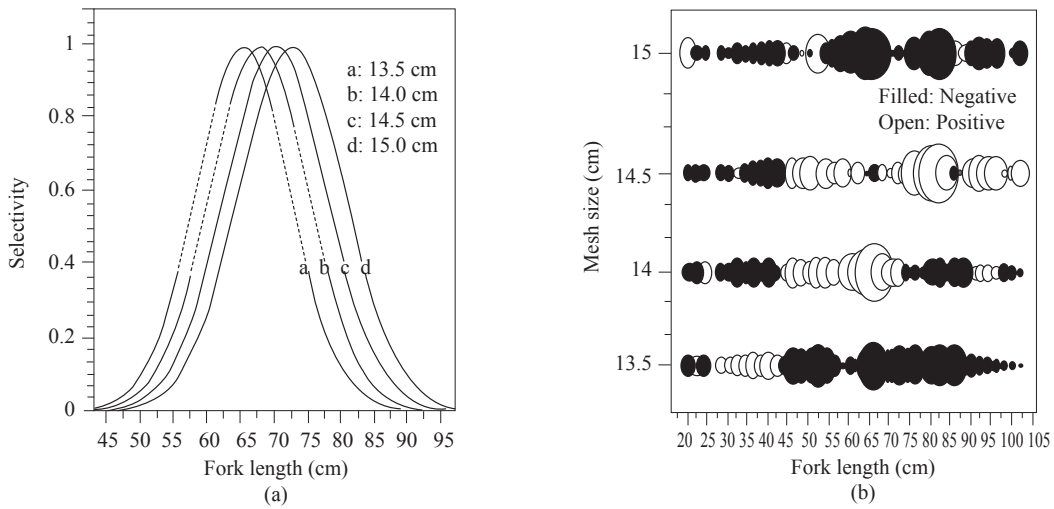 1
0.8
0.6
0.4
0.2
0
Selectivity
a: 13.5 cm
b: 14.0 cm
c: 14.5 cm
d: 15.0 cm
a b c d
45 50 55 60 65 70 75 80 85 90 95
Fork length (cm)
(a)
15
14.5
14
13.5
Mesh size (cm)
Filled: Negative
Open: Positive
20 25 30 35 40 45 50 55 60 65 70 75 80 85 90 95 100 105
Fork length (cm)
(b)